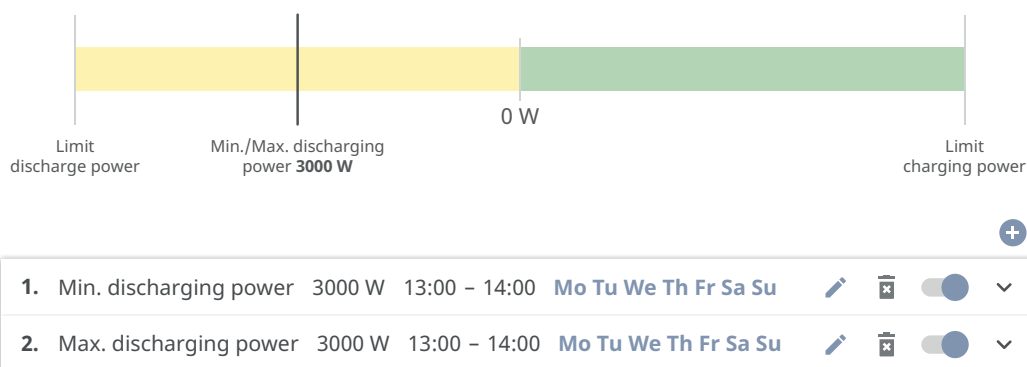 0 W
Limit
discharge power
Min./Max. discharging
power 3000 W
Limit
charging power
1. Min. discharging power 3000 W 13:00 – 14:00 Mo Tu We Th Fr Sa Su
2. Max. discharging power 3000 W 13:00 – 14:00 Mo Tu We Th Fr Sa Su